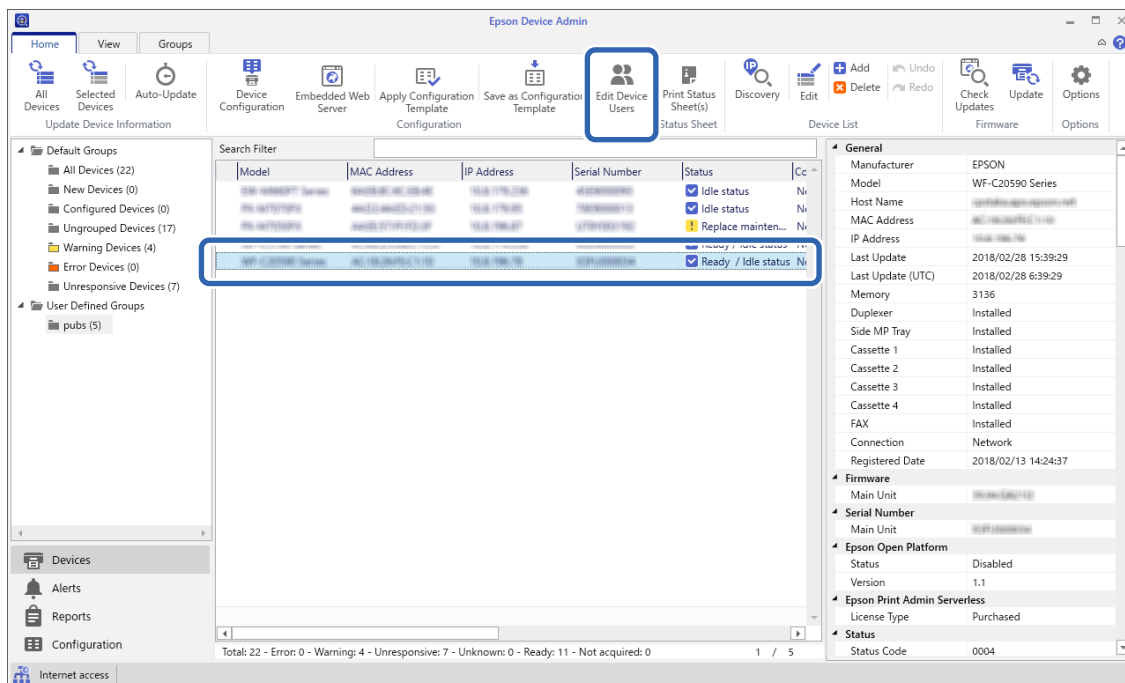 Epson Device Admin
Home View Groups
All Devices
Selected Devices
Auto-Update
Update Device Information
Device Configuration
Embedded Web Server
Apply Configuration Template
Save as Configuration Template
Edit Device Users
Configuration
Print Status Sheet(s)
Status Sheet
Discovery
Edit
Add
Delete
Undo
Redo
Device List
Check Updates
Update
Firmware
Options
Options
Default Groups
All Devices (22)
New Devices (0)
Configured Devices (0)
Ungrouped Devices (17)
Warning Devices (4)
Error Devices (0)
Unresponsive Devices (7)
User Defined Groups
pubs (5)
Devices
Alerts
Reports
Configuration
Internet access
Search Filter
Model MAC Address IP Address Serial Number Status
Idle status
Idle status
Replace mainten...
Ready / Idle status
Ready / Idle status
Total: 22 - Error: 0 - Warning: 4 - Unresponsive: 7 - Unknown: 0 - Ready: 11 - Not acquired: 0 1 / 5
General
Manufacturer EPSON
Model WF-C20590 Series
Host Name
MAC Address
IP Address
Last Update 2018/02/28 15:39:29
Last Update (UTC) 2018/02/28 6:39:29
Memory 3136
Duplexer Installed
Side MP Tray Installed
Cassette 1 Installed
Cassette 2 Installed
Cassette 3 Installed
Cassette 4 Installed
FAX Installed
Connection Network
Registered Date 2018/02/13 14:24:37
Firmware
Main Unit
Serial Number
Main Unit
Epson Open Platform
Status Disabled
Version 1.1
Epson Print Admin Serverless
License Type Purchased
Status
Status Code 0004